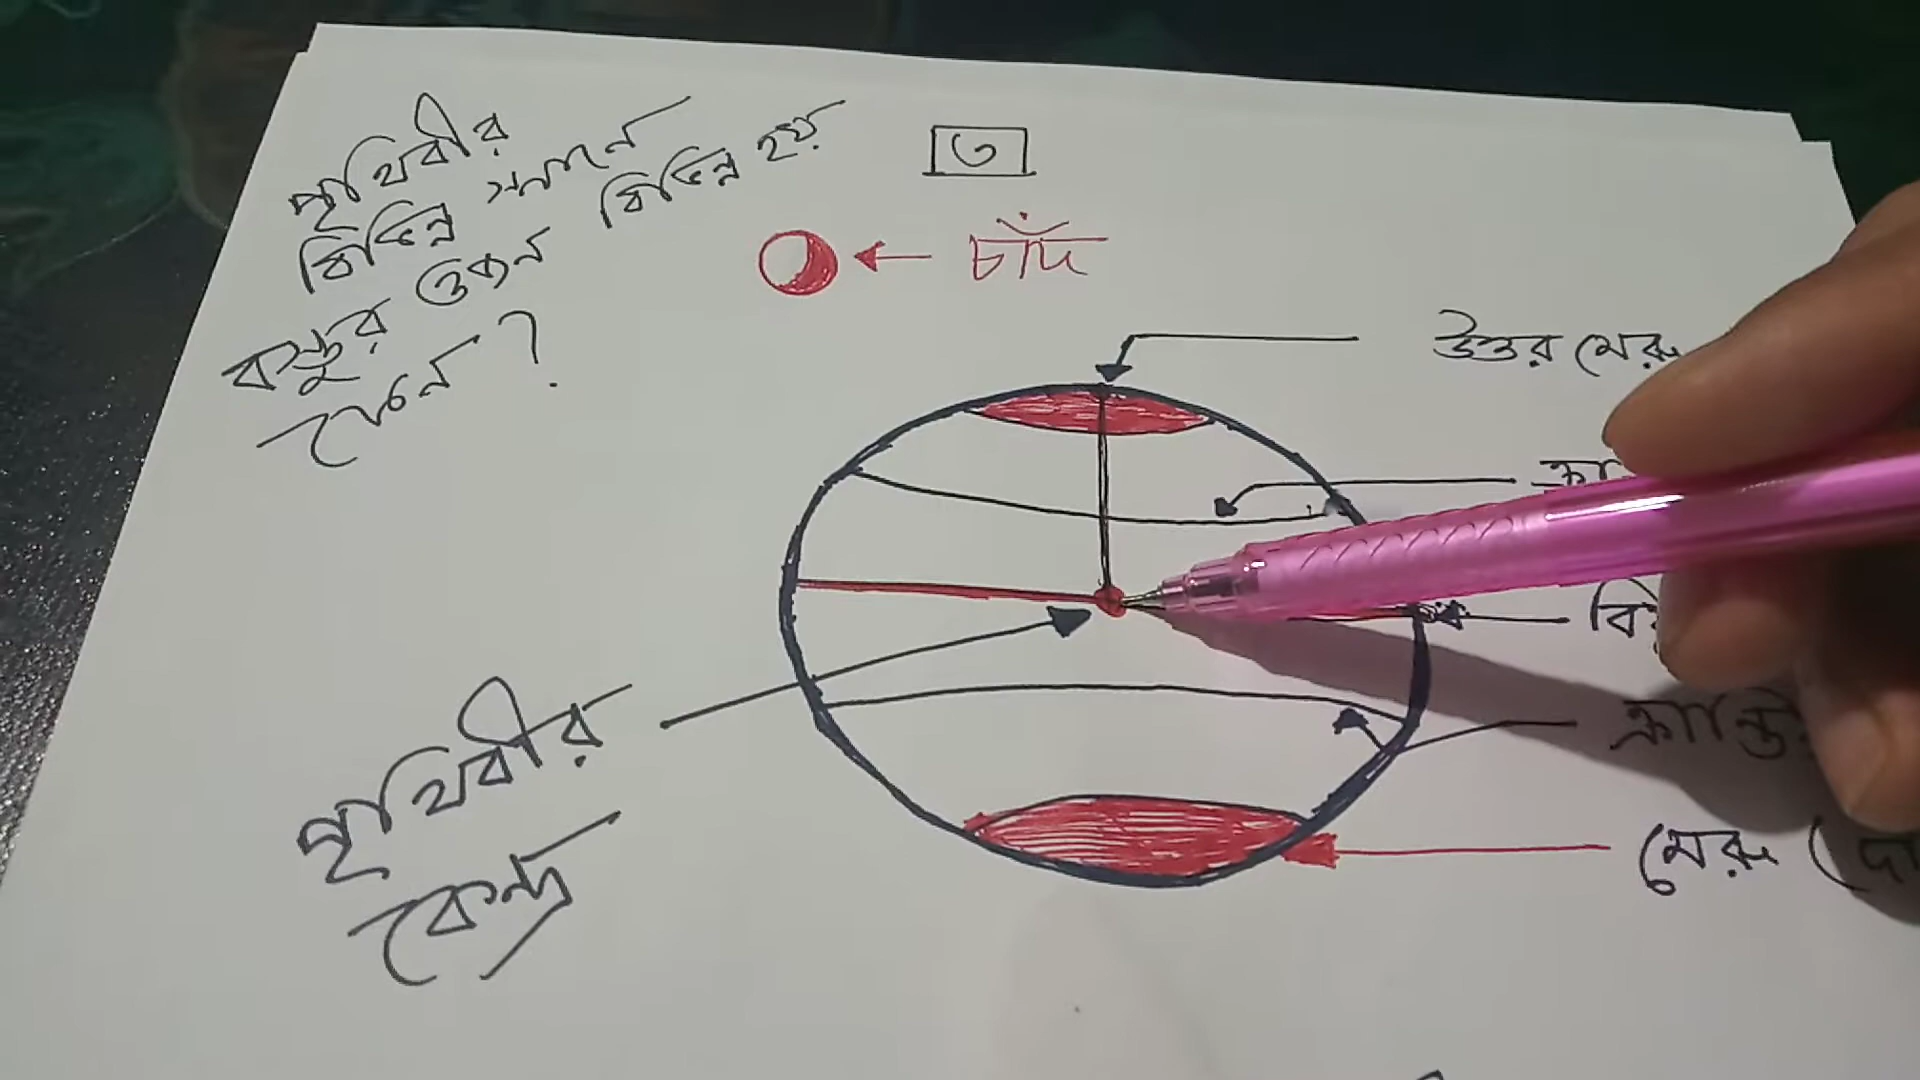 পৃথিবীর
বিভিন্ন স্থানে
বস্তুর ওজন বিভিন্ন হয়
কেন?
৩
চাঁদ
উত্তর মেরু
পৃথিবীর
কেন্দ্র
মেরু (